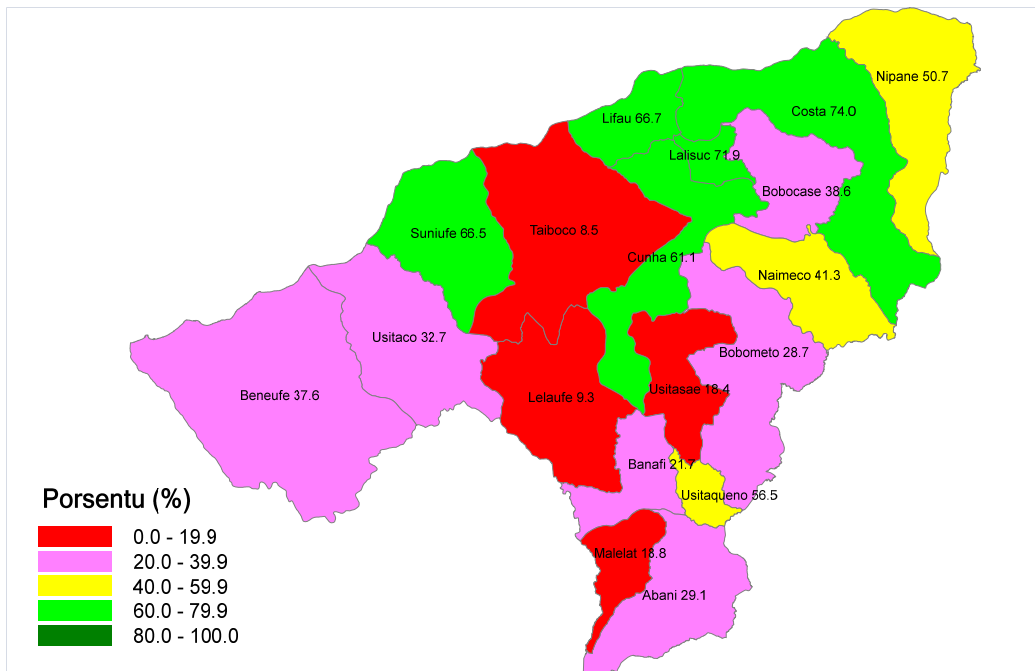 Nipane 50.7
Costa 74.0
Lifau 66.7
Lalisuc 71.9
Bobocase 38.6
Suniufe 66.5
Taiboco 8.5
Cunha 61.1
Naimeco 41.3
Usitaco 32.7
Bobometo 28.7
Beneufe 37.6
Lelaufe 9.3
Usitasae 18.4
Banafi 21.7
Usitaqueno 56.5
Malelat 18.8
Abani 29.1
Porsentu (%)
0.0 - 19.9
20.0 - 39.9
40.0 - 59.9
60.0 - 79.9
80.0 - 100.0